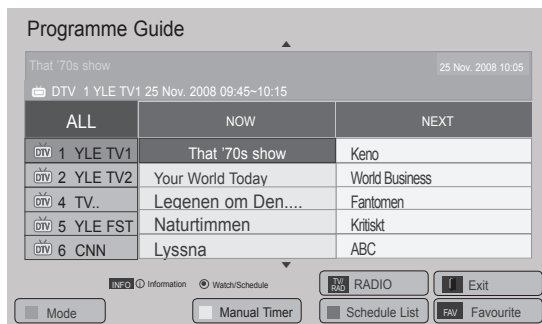 Programme Guide
That '70s show 25 Nov. 2008 10:05
DTV 1 YLE TV1 25 Nov. 2008 09:45~10:15
ALL NOW NEXT
DTV 1 YLE TV1 That '70s show Keno
DTV 2 YLE TV2 Your World Today World Business
DTV 4 TV.. Legenen om Den.... Fantomen
DTV 5 YLE FST Naturtimmen Kritiskt
DTV 6 CNN Lyssna ABC
INFO i Information Watch/Schedule TV/RAD RADIO Exit
Mode Manual Timer Schedule List FAV Favourite